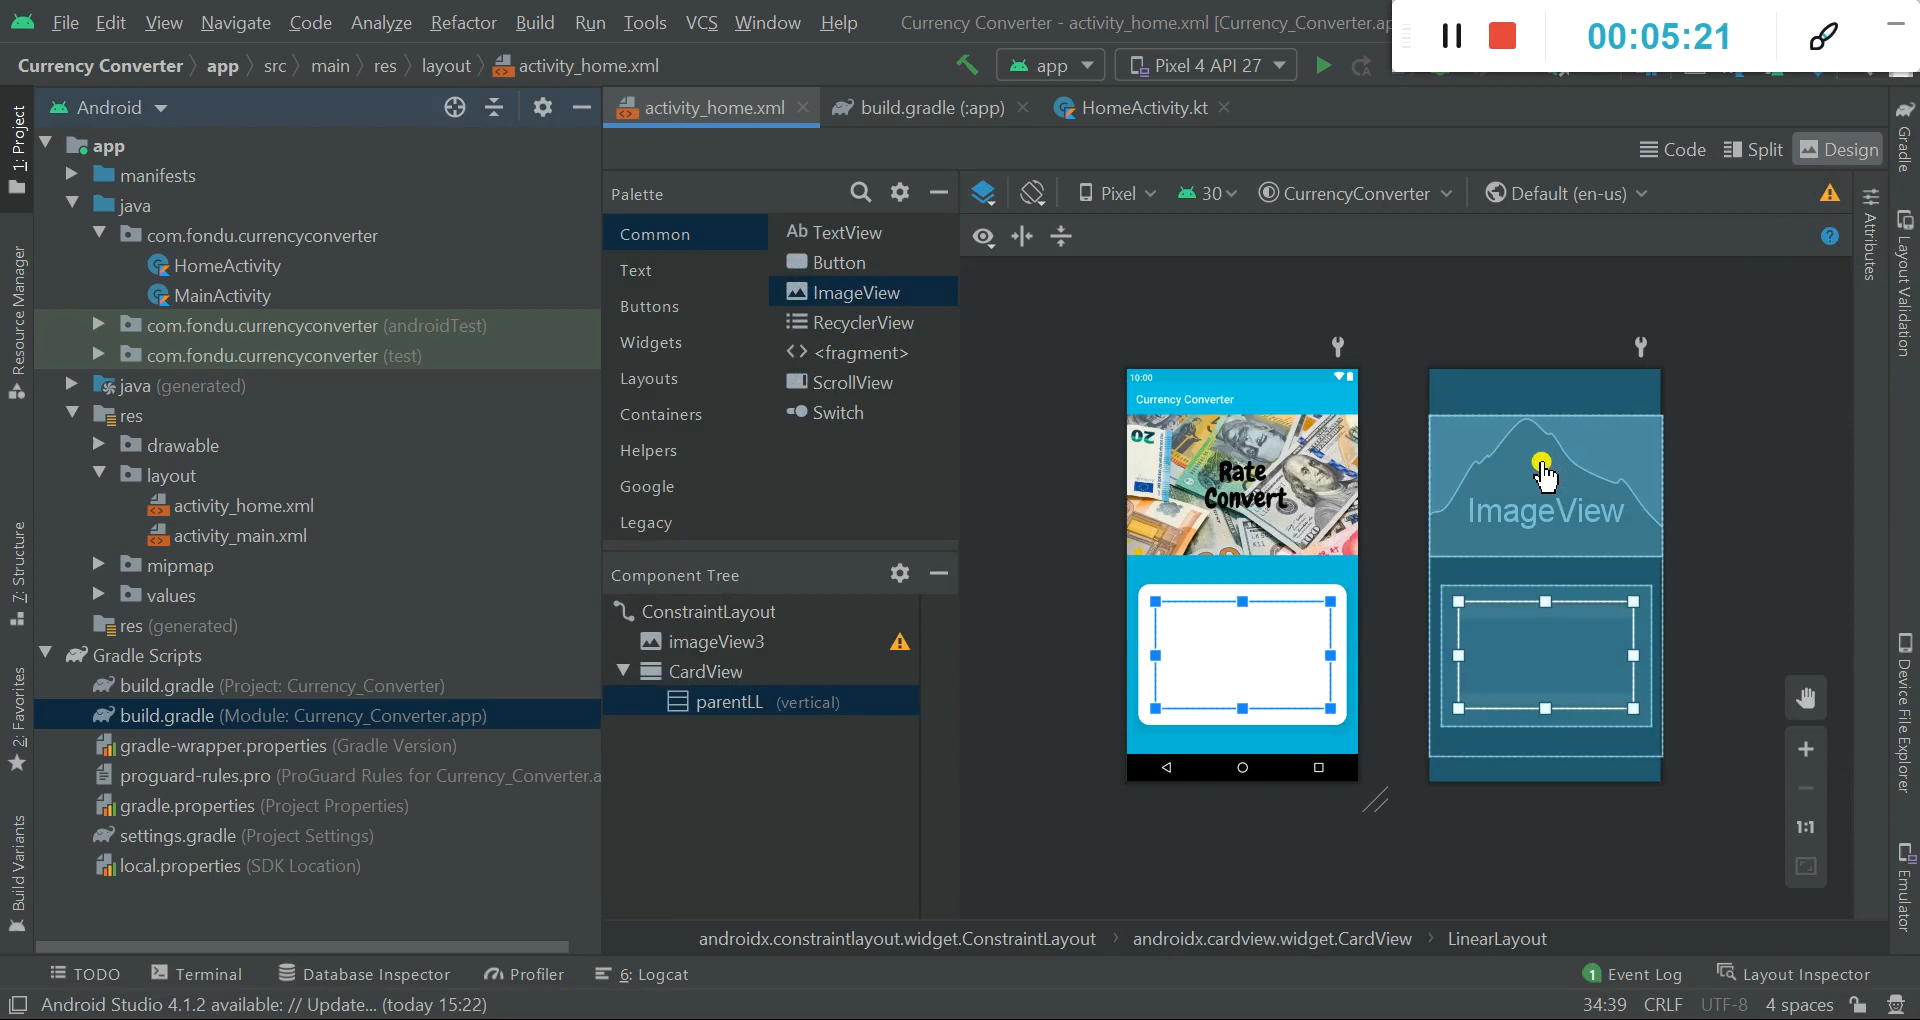 File Edit View Navigate Code Analyze Refactor Build Run Tools VCS Window Help Currency Converter - activity_home.xml [Currency_Converter.ap
00:05:21
Currency Converter app src main res layout activity_home.xml app Pixel 4 API 27
Android activity_home.xml build.gradle (:app) HomeActivity.kt
Code Split Design
Palette Pixel 30 CurrencyConverter Default (en-us)
Common
Text
Buttons
Widgets
Layouts
Containers
Helpers
Google
Legacy
Ab TextView
Button
ImageView
RecyclerView
<fragment>
ScrollView
Switch
app
manifests
java
com.fondu.currencyconverter
HomeActivity
MainActivity
com.fondu.currencyconverter (androidTest)
com.fondu.currencyconverter (test)
java (generated)
res
drawable
layout
activity_home.xml
activity_main.xml
mipmap
values
res (generated)
Gradle Scripts
build.gradle (Project: Currency_Converter)
build.gradle (Module: Currency_Converter.app)
gradle-wrapper.properties (Gradle Version)
proguard-rules.pro (ProGuard Rules for Currency_Converter.a
gradle.properties (Project Properties)
settings.gradle (Project Settings)
local.properties (SDK Location)
Component Tree
ConstraintLayout
imageView3
CardView
parentLL (vertical)
10:00
Currency Converter
20
Rate
Convert
ImageView
1:1
1: Project
Resource Manager
7: Structure
2: Favorites
Build Variants
Gradle
Attributes
Layout Validation
Device File Explorer
Emulator
androidx.constraintlayout.widget.ConstraintLayout androidx.cardview.widget.CardView LinearLayout
TODO Terminal Database Inspector Profiler 6: Logcat 1 Event Log Layout Inspector
Android Studio 4.1.2 available: // Update... (today 15:22) 34:39 CRLF UTF-8 4 spaces